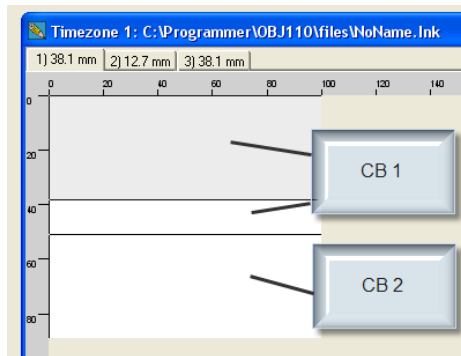 Timezone 1: C:\Programmer\OBJ110\files\NoName.Ink
1) 38.1 mm 2) 12.7 mm 3) 38.1 mm
0 20 40 60 80 100 120 140
0
20
CB 1
40
60
CB 2
80